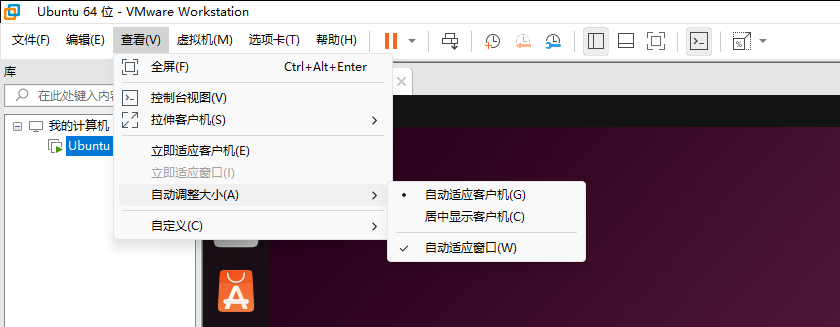 Ubuntu 64 位 - VMware Workstation
文件(F) 编辑(E) 查看(V) 虚拟机(M) 选项卡(T) 帮助(H)
库
在此处键入内容
我的计算机
Ubuntu
全屏(F) Ctrl+Alt+Enter
控制台视图(V)
拉伸客户机(S)
立即适应客户机(E)
立即适应窗口(I)
自动调整大小(A)
自定义(C)
自动适应客户机(G)
居中显示客户机(C)
自动适应窗口(W)